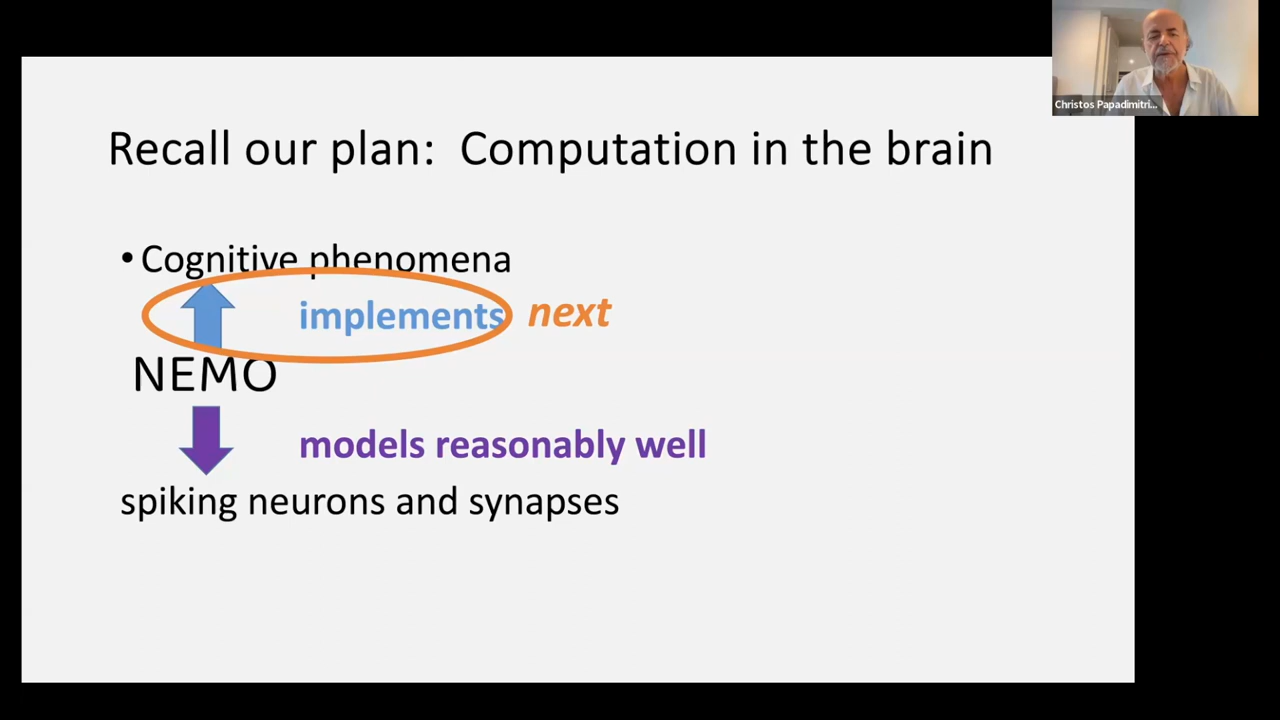 Christos Papadimitri...
Recall our plan: Computation in the brain
• Cognitive phenomena
implements next
NEMO
models reasonably well
spiking neurons and synapses